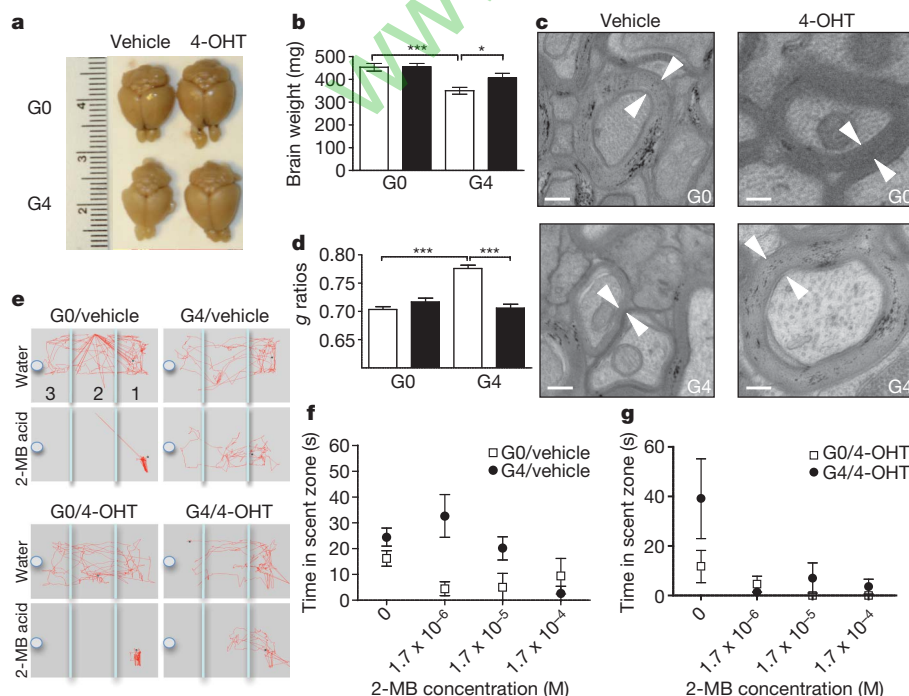 a
Vehicle 4-OHT
G0
G4
4
3
2
b
Brain weight (mg)
500
400
300
200
100
0
*** *
G0 G4
c
Vehicle 4-OHT
G0 G0
G4 G4
d
g ratios
0.80
0.75
0.70
0.65
*** ***
G0 G4
e
G0/vehicle G4/vehicle
Water
3 2 1
2-MB acid
G0/4-OHT G4/4-OHT
Water
2-MB acid
f
Time in scent zone (s)
60
50
40
30
20
10
0
G0/vehicle
G4/vehicle
0
1.7 x 10⁻⁶
1.7 x 10⁻⁵
1.7 x 10⁻⁴
2-MB concentration (M)
g
Time in scent zone (s)
60
40
20
0
G0/4-OHT
G4/4-OHT
0
1.7 x 10⁻⁶
1.7 x 10⁻⁵
1.7 x 10⁻⁴
2-MB concentration (M)